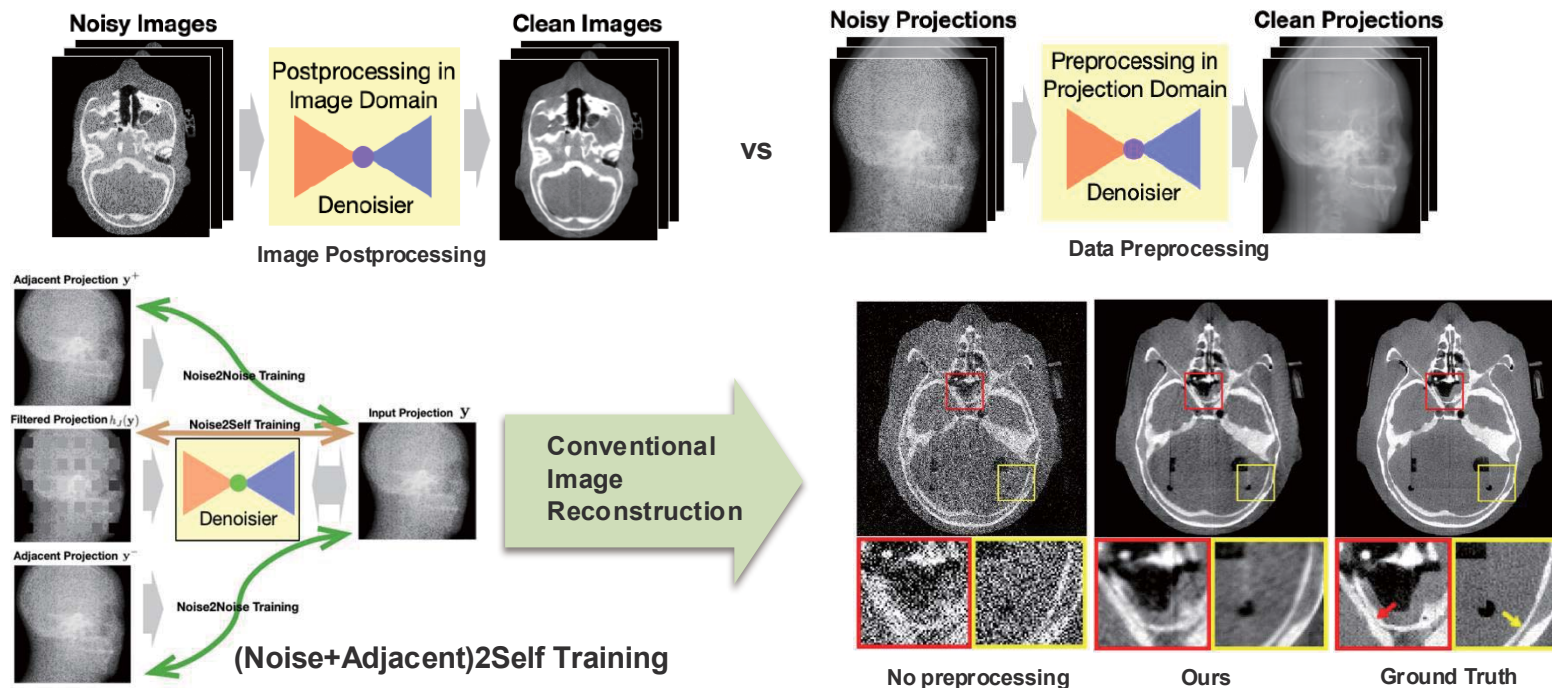 Noisy Images
Clean Images
Postprocessing in
Image Domain
Denoisier
Image Postprocessing
vs
Noisy Projections
Clean Projections
Preprocessing in
Projection Domain
Denoisier
Data Preprocessing
Adjacent Projection y⁺
Noise2Noise Training
Filtered Projection h_J(y)
Noise2Self Training
Input Projection y
Denoisier
Adjacent Projection y⁻
Noise2Noise Training
(Noise+Adjacent)2Self Training
Conventional
Image
Reconstruction
No preprocessing
Ours
Ground Truth